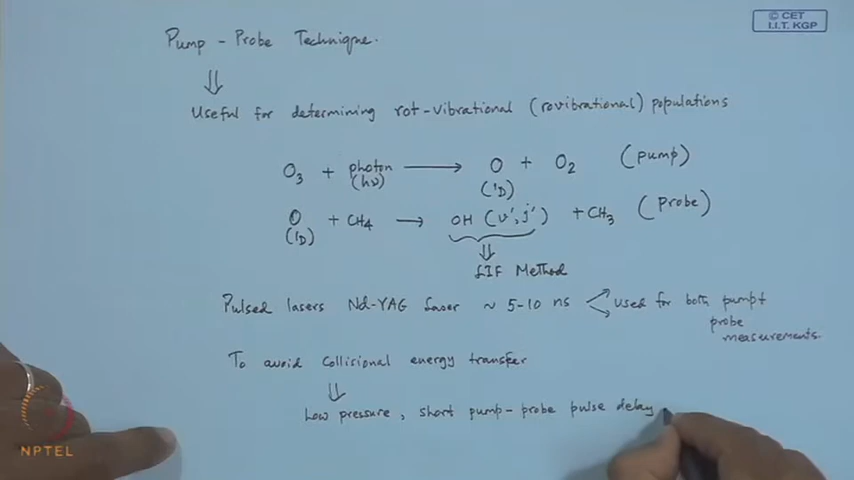 © CET
I.I.T. KGP
Pump - Probe Technique.
⇓
Useful for determining rot-vibrational (rovibrational) populations
O3 + photon ⟶ O + O2 (pump)
(hν) (¹D)
O + CH4 ⟶ OH (v', j') + CH3 (Probe)
(¹D)
⇓
LIF Method
Pulsed lasers Nd-YAG laser ~ 5-10 ns used for both pump +
probe
measurements.
To avoid collisional energy transfer
⇓
Low pressure, short pump-probe pulse delay
NPTEL